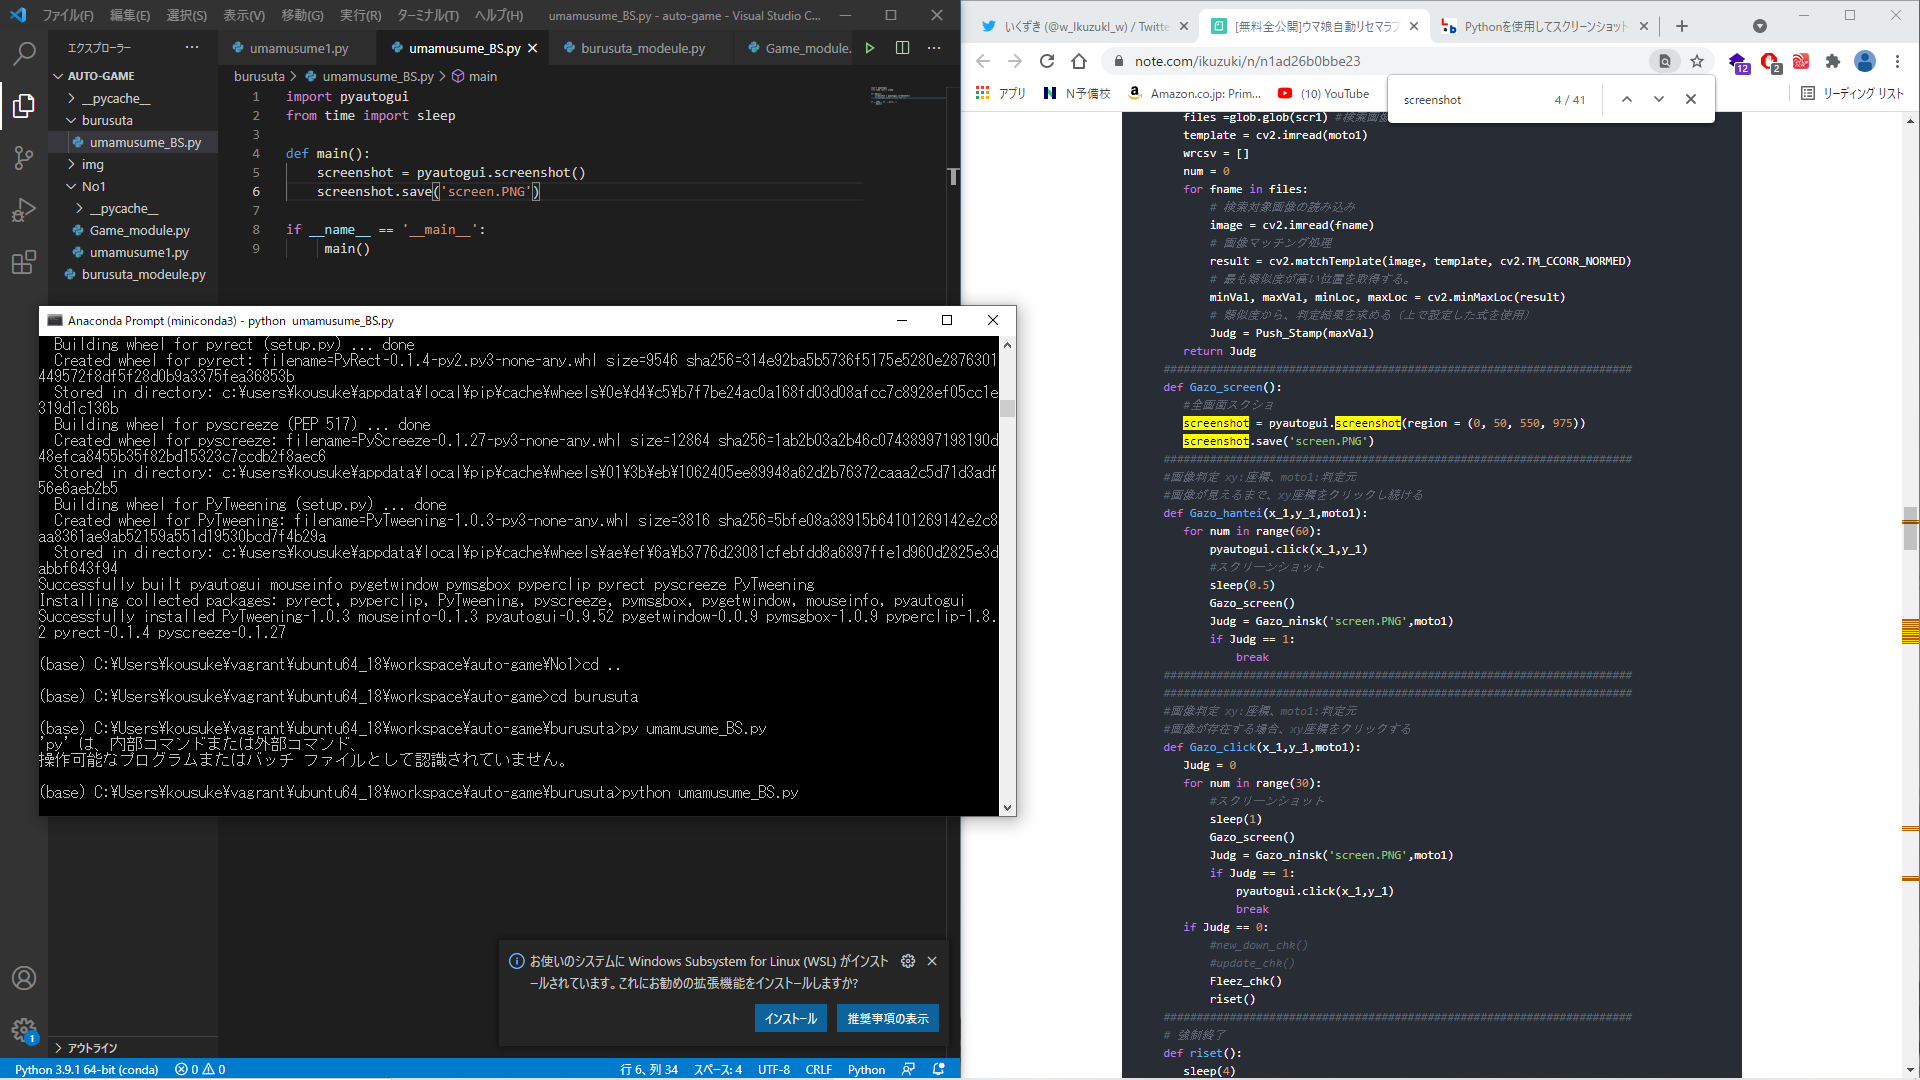 ファイル(F) 編集(E) 選択(S) 表示(V) 移動(G) 実行(R) ターミナル(T) ヘルプ(H) umamusume_BS.py - auto-game - Visual Studio C...
エクスプローラー
AUTO-GAME
__pycache__
burusuta
umamusume_BS.py
img
No1
__pycache__
Game_module.py
umamusume1.py
burusuta_modeule.py
アウトライン
umamusume1.py umamusume_BS.py burusuta_modeule.py Game_module.
burusuta > umamusume_BS.py > main
1 import pyautogui
2 from time import sleep
3
4 def main():
5 screenshot = pyautogui.screenshot()
6 screenshot.save('screen.PNG')
7
8 if __name__ == '__main__':
9 main()
Anaconda Prompt (miniconda3) - python umamusume_BS.py
Building wheel for pyrect (setup.py) ... done
Created wheel for pyrect: filename=PyRect-0.1.4-py2.py3-none-any.whl size=9546 sha256=314e92ba5b5736f5175e5280e2876301
449572f8df5f28d0b9a3375fea36853b
Stored in directory: c:¥users¥kousuke¥appdata¥local¥pip¥cache¥wheels¥0e¥d4¥c5¥b7f7be24ac0a168fd03d08afcc7c8928ef05cc1e
319d1c136b
Building wheel for pyscreeze (PEP 517) ... done
Created wheel for pyscreeze: filename=PyScreeze-0.1.27-py3-none-any.whl size=12864 sha256=1ab2b03a2b46c07438997198190d
48efca8455b35f82bd15323c7ccdb2f8aec6
Stored in directory: c:¥users¥kousuke¥appdata¥local¥pip¥cache¥wheels¥01¥3b¥eb¥1062405ee89948a62d2b76372caaa2c5d71d3adf
56e6aeb2b5
Building wheel for PyTweening (setup.py) ... done
Created wheel for PyTweening: filename=PyTweening-1.0.3-py3-none-any.whl size=3816 sha256=5bfe08a38915b64101269142e2c8
aa8361ae9ab52159a551d19530bcd7f4b29a
Stored in directory: c:¥users¥kousuke¥appdata¥local¥pip¥cache¥wheels¥ae¥ef¥6a¥b3776d23081cfebfdd8a6897ffe1d960d2825e3d
abbf643f94
Successfully built pyautogui mouseinfo pygetwindow pymsgbox pyperclip pyrect pyscreeze PyTweening
Installing collected packages: pyrect, pyperclip, PyTweening, pyscreeze, pymsgbox, pygetwindow, mouseinfo, pyautogui
Successfully installed PyTweening-1.0.3 mouseinfo-0.1.3 pyautogui-0.9.52 pygetwindow-0.0.9 pymsgbox-1.0.9 pyperclip-1.8.
2 pyrect-0.1.4 pyscreeze-0.1.27
(base) C:¥Users¥kousuke¥vagrant¥ubuntu64_18¥workspace¥auto-game¥No1>cd ..
(base) C:¥Users¥kousuke¥vagrant¥ubuntu64_18¥workspace¥auto-game>cd burusuta
(base) C:¥Users¥kousuke¥vagrant¥ubuntu64_18¥workspace¥auto-game¥burusuta>py umamusume_BS.py
'py' は、内部コマンドまたは外部コマンド、
操作可能なプログラムまたはバッチ ファイルとして認識されていません。
(base) C:¥Users¥kousuke¥vagrant¥ubuntu64_18¥workspace¥auto-game¥burusuta>python umamusume_BS.py
お使いのシステムに Windows Subsystem for Linux (WSL) がインスト
ールされています。これにお勧めの拡張機能をインストールしますか?
インストール 推奨事項の表示
1
Python 3.9.1 64-bit (conda) 0 0 行 6、列 34 スペース: 4 UTF-8 CRLF Python
いくずき (@w_Ikuzukl_w) / Twitte [無料全公開]ウマ娘自動リセマラフ Pythonを使用してスクリーンショット
note.com/ikuzuki/n/n1ad26b0bbe23
12 2
アプリ N予備校 Amazon.co.jp: Prim... (10) YouTube リーディング リスト
screenshot 4 / 41
files =glob.glob(scr1) #検索画像
template = cv2.imread(moto1)
wrcsv = []
num = 0
for fname in files:
# 検索対象画像の読み込み
image = cv2.imread(fname)
# 画像マッチング処理
result = cv2.matchTemplate(image, template, cv2.TM_CCORR_NORMED)
# 最も類似度が高い位置を取得する。
minVal, maxVal, minLoc, maxLoc = cv2.minMaxLoc(result)
# 類似度から、判定結果を求める（上で設定した式を使用）
Judg = Push_Stamp(maxVal)
return Judg
########################################################################
def Gazo_screen():
#全画面スクショ
screenshot = pyautogui.screenshot(region = (0, 50, 550, 975))
screenshot.save('screen.PNG')
########################################################################
#画像判定 xy:座標、moto1:判定元
#画像が見えるまで、xy座標をクリックし続ける
def Gazo_hantei(x_1,y_1,moto1):
for num in range(60):
pyautogui.click(x_1,y_1)
#スクリーンショット
sleep(0.5)
Gazo_screen()
Judg = Gazo_ninsk('screen.PNG',moto1)
if Judg == 1:
break
########################################################################
########################################################################
#画像判定 xy:座標、moto1:判定元
#画像が存在する場合、xy座標をクリックする
def Gazo_click(x_1,y_1,moto1):
Judg = 0
for num in range(30):
#スクリーンショット
sleep(1)
Gazo_screen()
Judg = Gazo_ninsk('screen.PNG',moto1)
if Judg == 1:
pyautogui.click(x_1,y_1)
break
if Judg == 0:
#new_down_chk()
#update_chk()
Fleez_chk()
riset()
########################################################################
# 強制終了
def riset():
sleep(4)